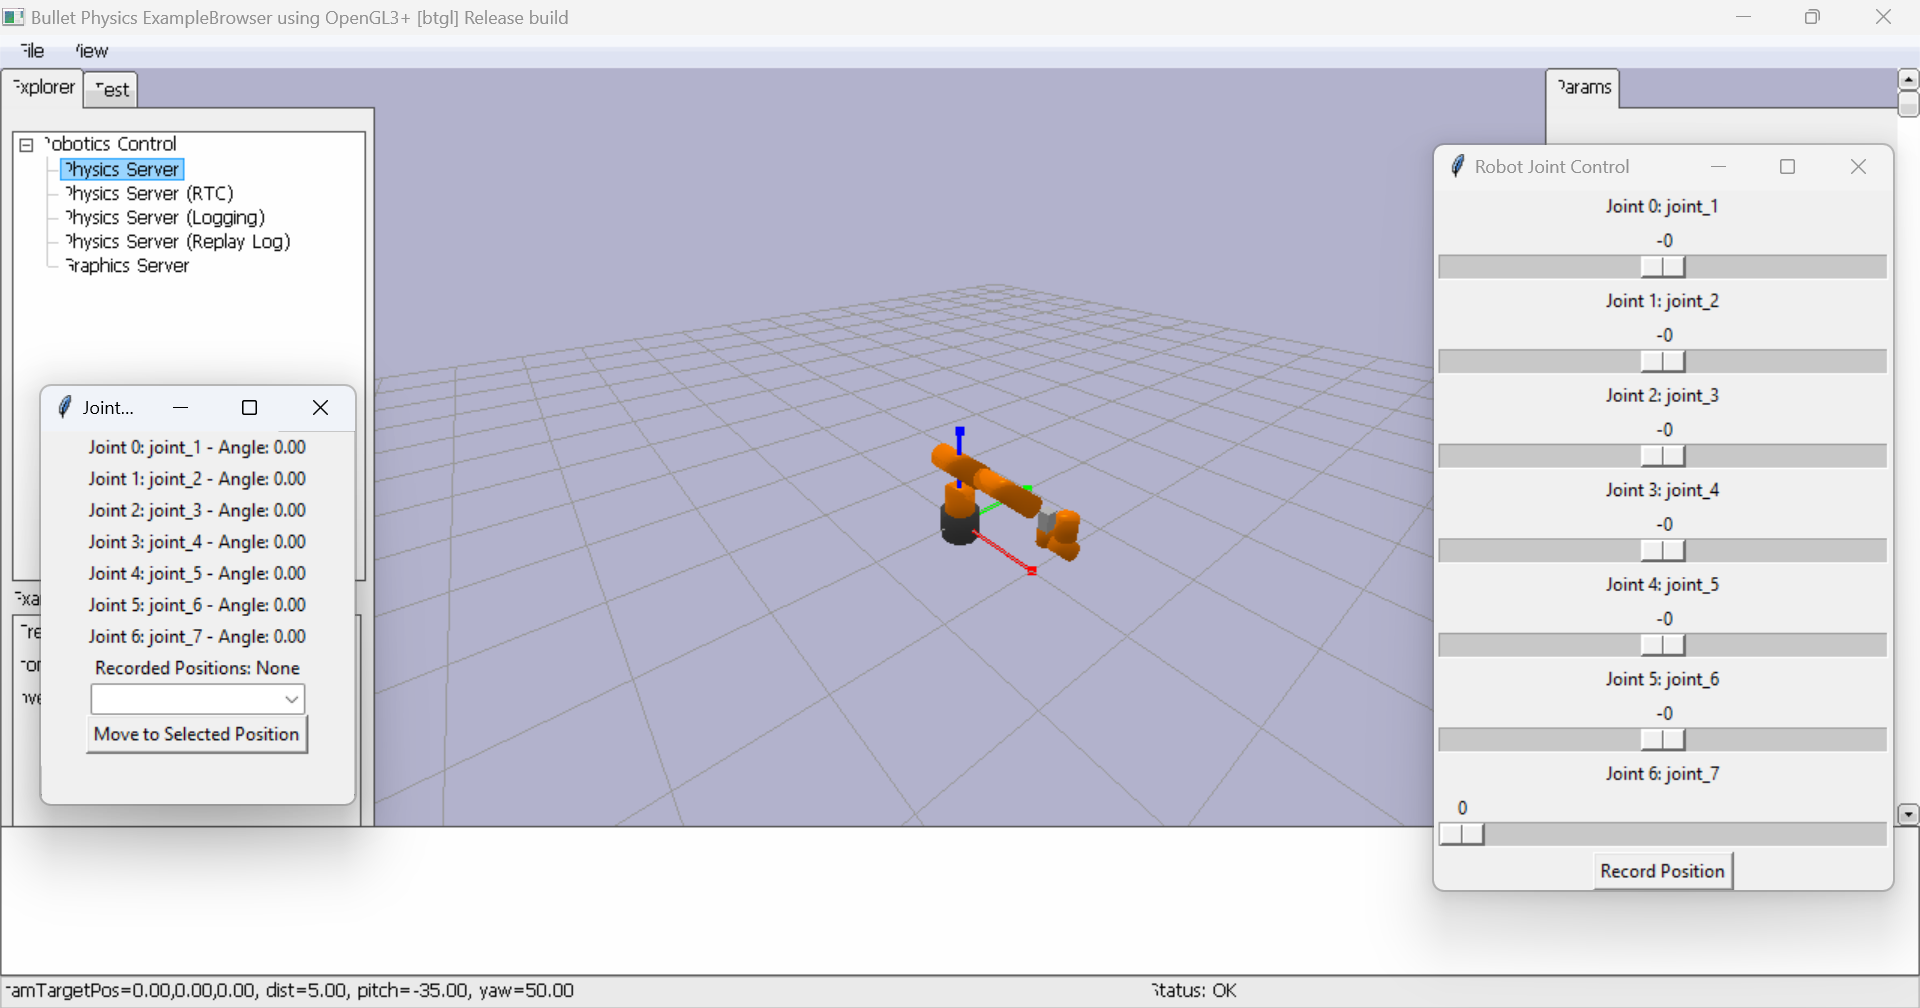 Bullet Physics ExampleBrowser using OpenGL3+ [btgl] Release build
File View
Explorer Test
Robotics Control
Physics Server
Physics Server (RTC)
Physics Server (Logging)
Physics Server (Replay Log)
Graphics Server
Joint...
Joint 0: joint_1 - Angle: 0.00
Joint 1: joint_2 - Angle: 0.00
Joint 2: joint_3 - Angle: 0.00
Joint 3: joint_4 - Angle: 0.00
Joint 4: joint_5 - Angle: 0.00
Joint 5: joint_6 - Angle: 0.00
Joint 6: joint_7 - Angle: 0.00
Recorded Positions: None
Move to Selected Position
Params
Robot Joint Control
Joint 0: joint_1
-0
Joint 1: joint_2
-0
Joint 2: joint_3
-0
Joint 3: joint_4
-0
Joint 4: joint_5
-0
Joint 5: joint_6
-0
Joint 6: joint_7
0
Record Position
camTargetPos=0.00,0.00,0.00, dist=5.00, pitch=-35.00, yaw=50.00
Status: OK